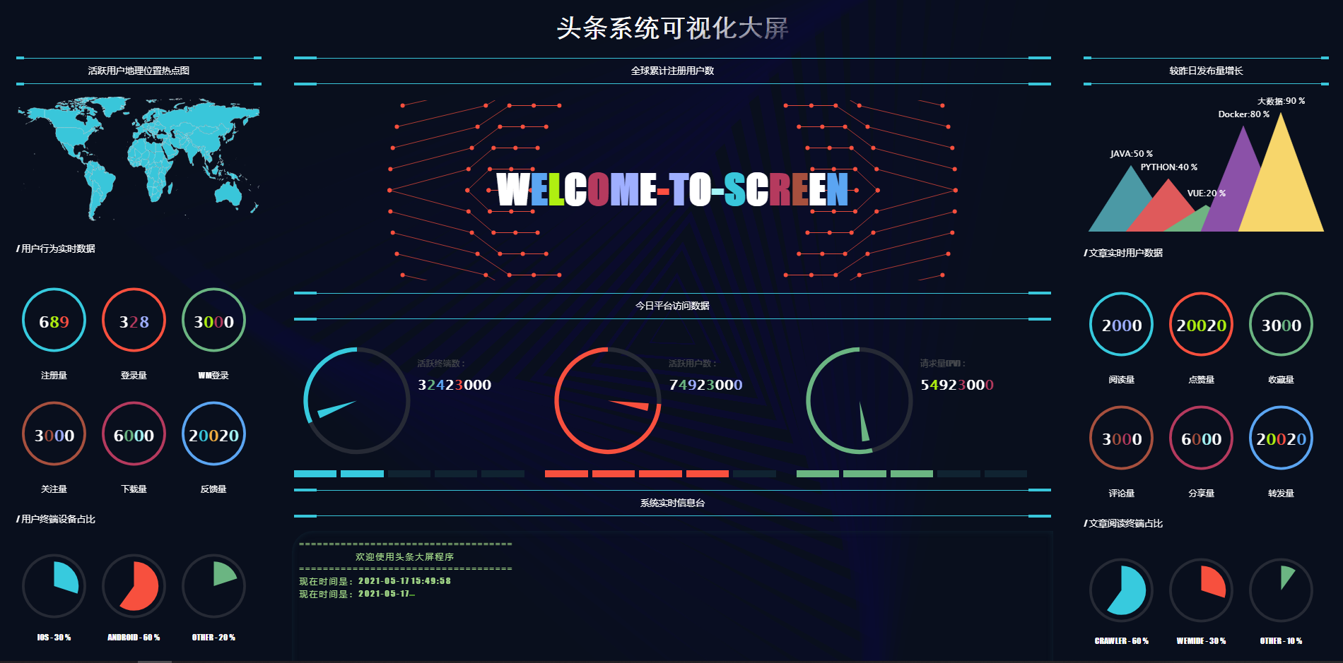 头条系统可视化大屏
活跃用户地理位置热点图
/ 用户行为实时数据
689
328
3000
注册量
登录量
WM登录
3000
6000
20020
关注量
下载量
反馈量
/ 用户终端设备占比
IOS - 30 %
ANDROID - 60 %
OTHER - 20 %
全球累计注册用户数
WELCOME-TO-SCREEN
今日平台访问数据
活跃终端数：
32423000
活跃用户数：
74923000
请求量(PV)：
54923000
系统实时信息台
====================================
欢迎使用头条大屏程序
====================================
现在时间是：2021-05-17 15:49:58
现在时间是：2021-05-17--
较昨日发布量增长
大数据:90 %
Docker:80 %
JAVA:50 %
PYTHON:40 %
VUE:20 %
/ 文章实时用户数据
2000
20020
3000
阅读量
点赞量
收藏量
3000
6000
20020
评论量
分享量
转发量
/ 文章阅读终端占比
CRAWLER - 60 %
WEMIDE - 30 %
OTHER - 10 %